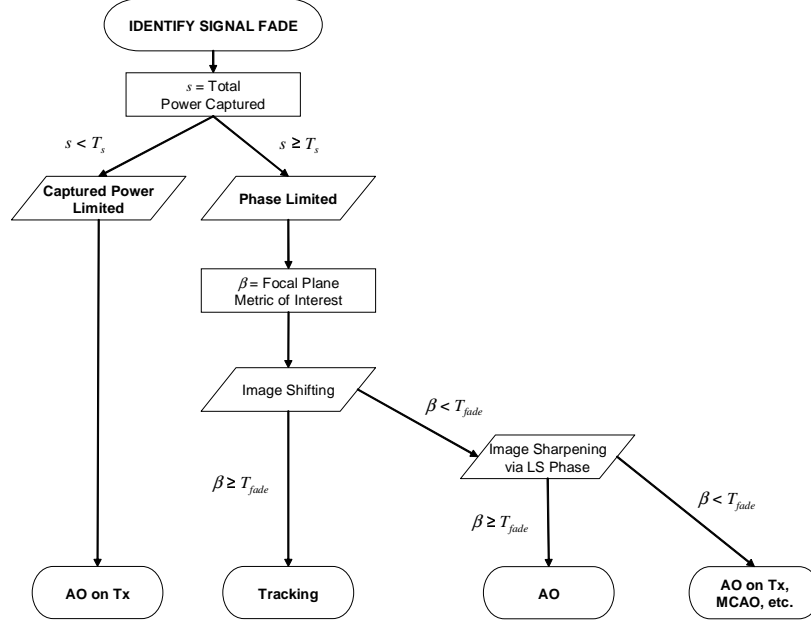 IDENTIFY SIGNAL FADE
s = Total
Power Captured
s < Ts
s ≥ Ts
Captured Power
Limited
Phase Limited
β = Focal Plane
Metric of Interest
Image Shifting
β < Tfade
Image Sharpening
via LS Phase
β ≥ Tfade
β ≥ Tfade
β < Tfade
AO on Tx
Tracking
AO
AO on Tx,
MCAO, etc.